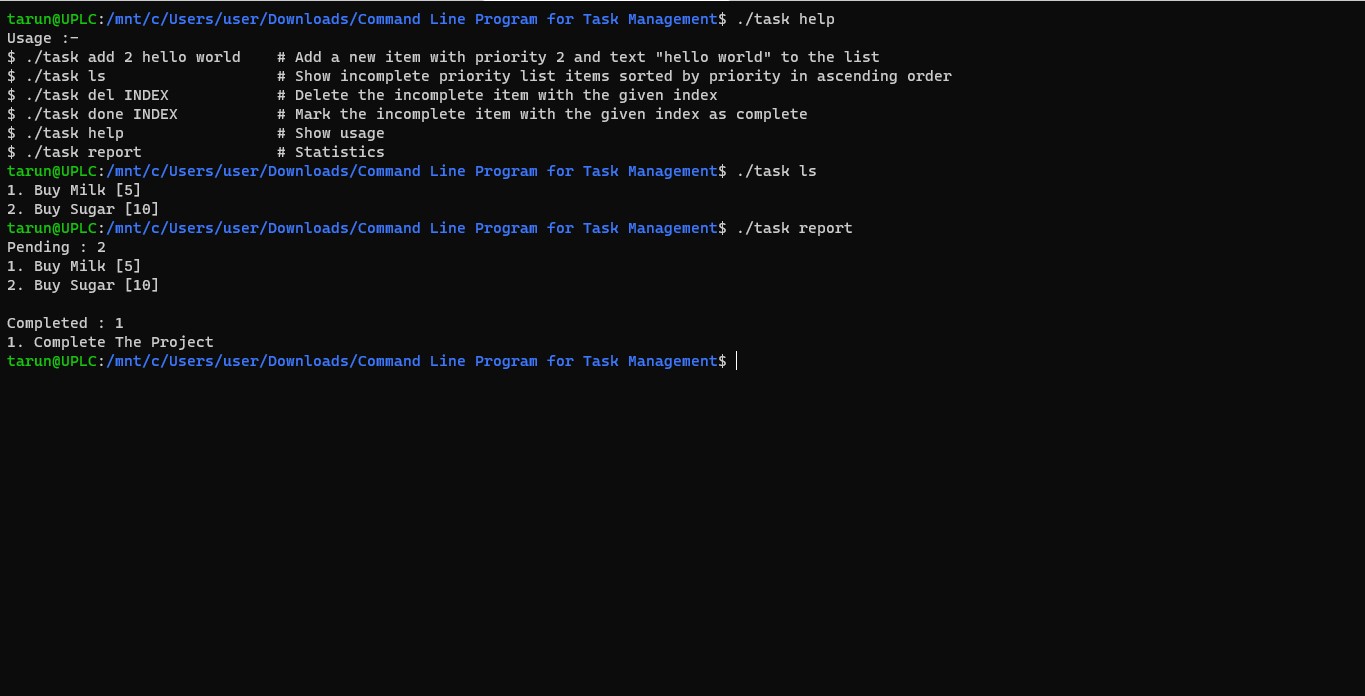 tarun@UPLC:/mnt/c/Users/user/Downloads/Command Line Program for Task Management$ ./task help
Usage :-
$ ./task add 2 hello world    # Add a new item with priority 2 and text "hello world" to the list
$ ./task ls                   # Show incomplete priority list items sorted by priority in ascending order
$ ./task del INDEX            # Delete the incomplete item with the given index
$ ./task done INDEX           # Mark the incomplete item with the given index as complete
$ ./task help                 # Show usage
$ ./task report               # Statistics
tarun@UPLC:/mnt/c/Users/user/Downloads/Command Line Program for Task Management$ ./task ls
1. Buy Milk [5]
2. Buy Sugar [10]
tarun@UPLC:/mnt/c/Users/user/Downloads/Command Line Program for Task Management$ ./task report
Pending : 2
1. Buy Milk [5]
2. Buy Sugar [10]

Completed : 1
1. Complete The Project
tarun@UPLC:/mnt/c/Users/user/Downloads/Command Line Program for Task Management$